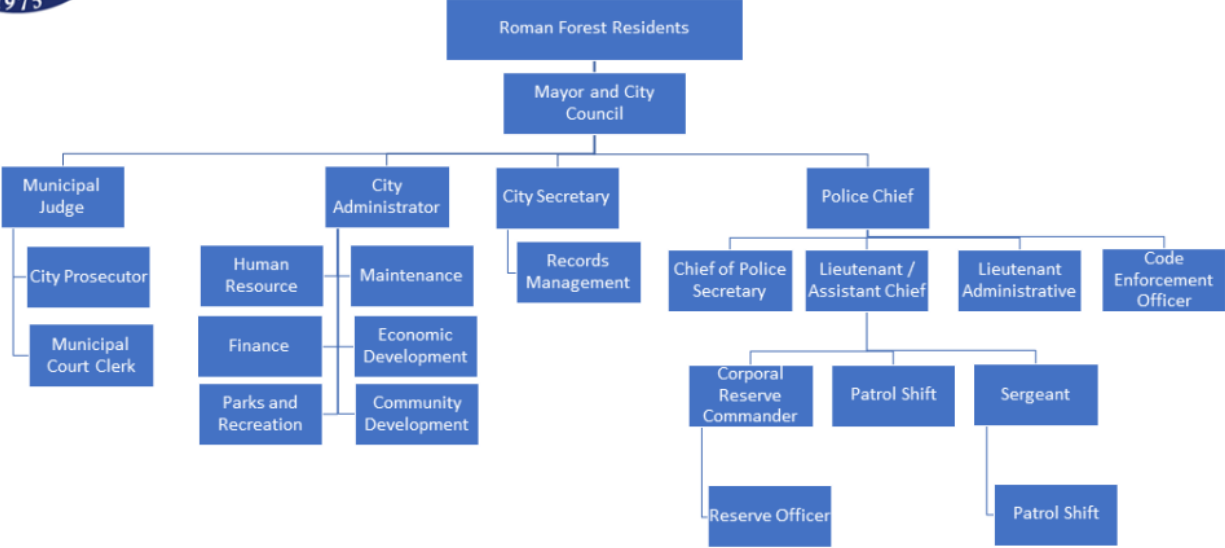 1975
Roman Forest Residents
Mayor and City
Council
Municipal
Judge
City
Administrator
City Secretary
Police Chief
City Prosecutor
Municipal
Court Clerk
Human
Resource
Maintenance
Finance
Economic
Development
Parks and
Recreation
Community
Development
Records
Management
Chief of Police
Secretary
Lieutenant /
Assistant Chief
Lieutenant
Administrative
Code
Enforcement
Officer
Corporal
Reserve
Commander
Patrol Shift
Sergeant
Reserve Officer
Patrol Shift